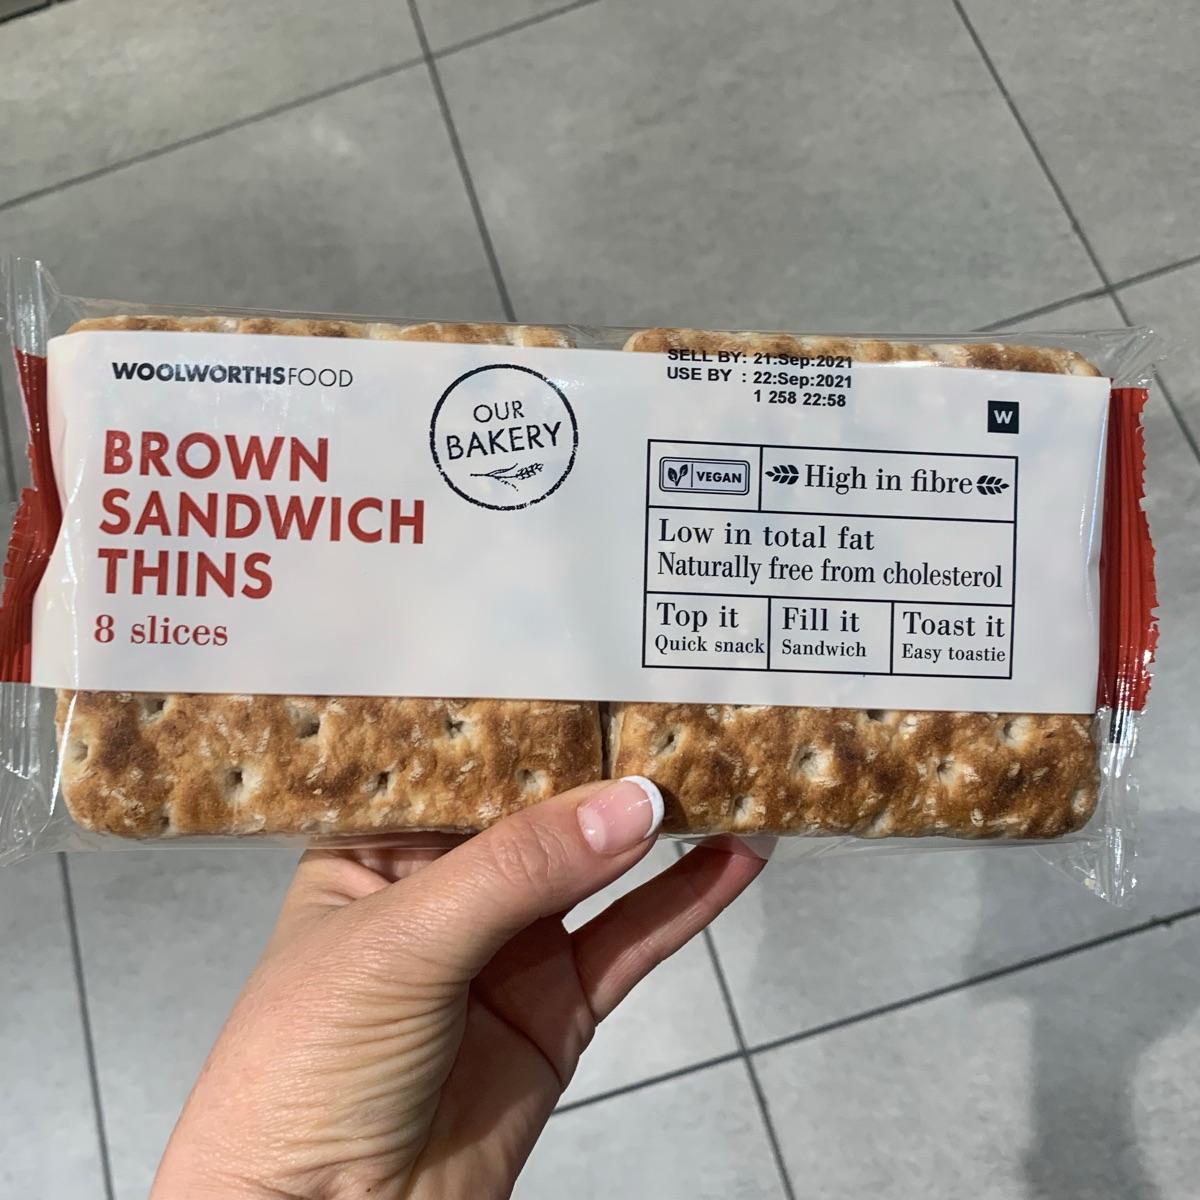 WOOLWORTHSFOOD
BROWN
SANDWICH
THINS
8 slices
OUR
BAKERY
SELL BY: 21:Sep:2021
USE BY : 22:Sep:2021
1 258 22:58
W
VEGAN
High in fibre
Low in total fat
Naturally free from cholesterol
Top it
Quick snack
Fill it
Sandwich
Toast it
Easy toastie